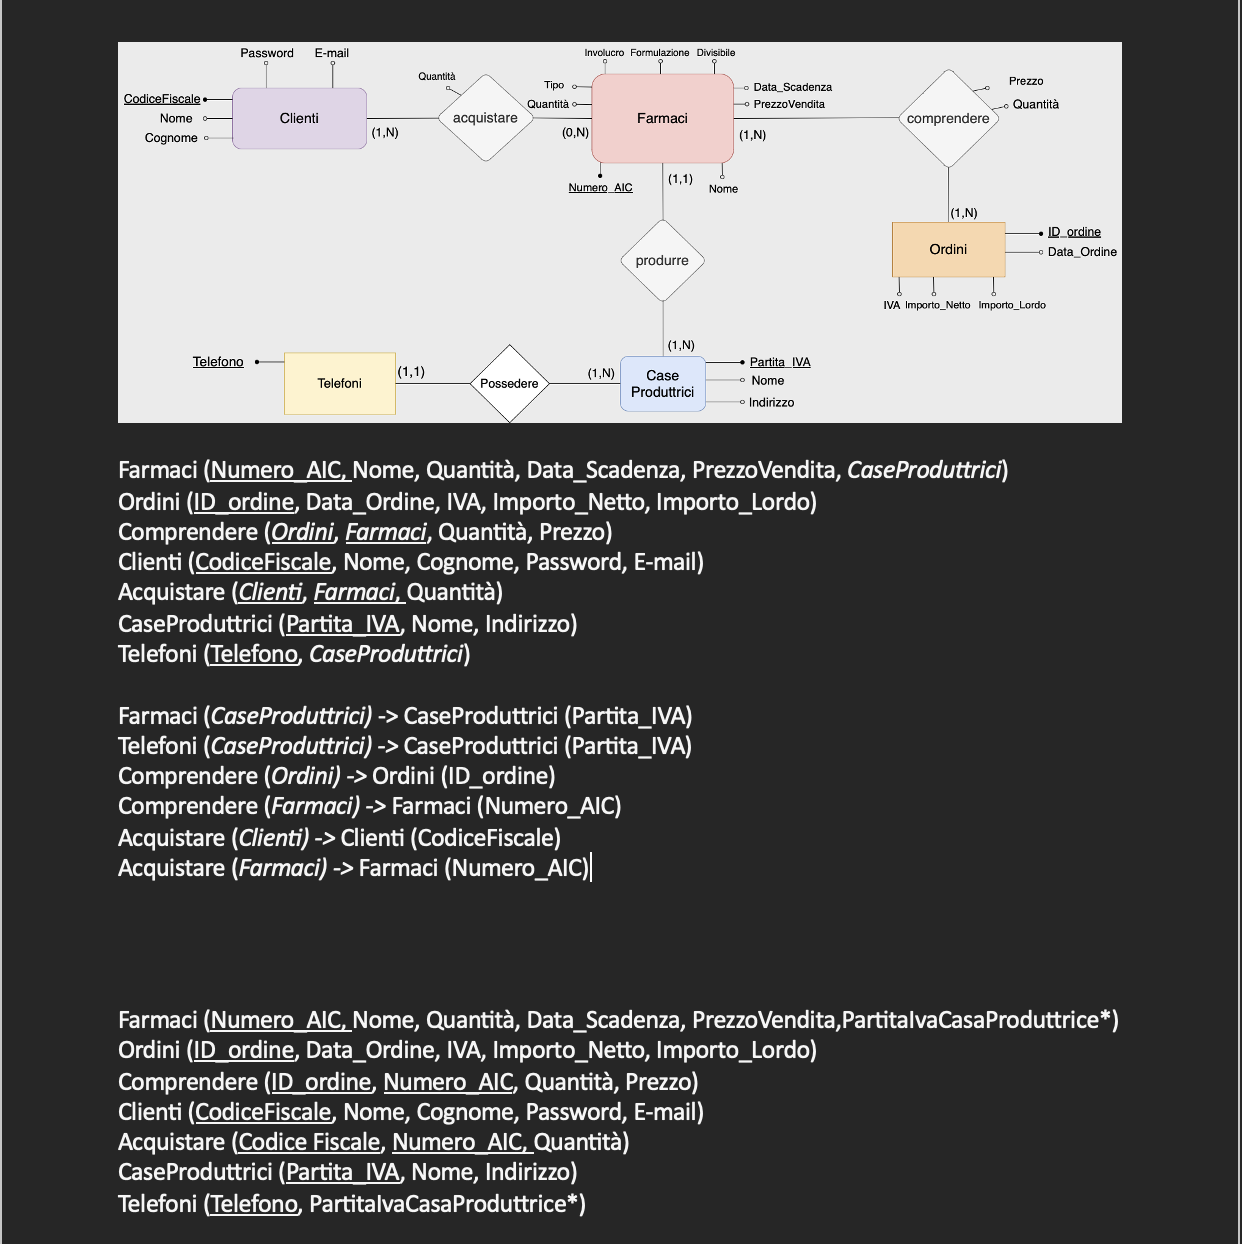 Password E-mail
Involucro Formulazione Divisibile
Quantità
Tipo
Data_Scadenza
Prezzo
CodiceFiscale
Quantità
PrezzoVendita
Quantità
Nome
Clienti
acquistare
Farmaci
comprendere
Cognome
(1,N)
(0,N)
(1,N)
Numero_AIC
(1,1)
Nome
(1,N)
ID_ordine
Ordini
Data_Ordine
produrre
IVA Importo_Netto Importo_Lordo
(1,N)
Telefono
Partita_IVA
(1,1)
(1,N)
Telefoni
Possedere
Case
Produttrici
Nome
Indirizzo
Farmaci (Numero_AIC, Nome, Quantità, Data_Scadenza, PrezzoVendita, CaseProduttrici)
Ordini (ID_ordine, Data_Ordine, IVA, Importo_Netto, Importo_Lordo)
Comprendere (Ordini, Farmaci, Quantità, Prezzo)
Clienti (CodiceFiscale, Nome, Cognome, Password, E-mail)
Acquistare (Clienti, Farmaci, Quantità)
CaseProduttrici (Partita_IVA, Nome, Indirizzo)
Telefoni (Telefono, CaseProduttrici)
Farmaci (CaseProduttrici) -> CaseProduttrici (Partita_IVA)
Telefoni (CaseProduttrici) -> CaseProduttrici (Partita_IVA)
Comprendere (Ordini) -> Ordini (ID_ordine)
Comprendere (Farmaci) -> Farmaci (Numero_AIC)
Acquistare (Clienti) -> Clienti (CodiceFiscale)
Acquistare (Farmaci) -> Farmaci (Numero_AIC)
Farmaci (Numero_AIC, Nome, Quantità, Data_Scadenza, PrezzoVendita,PartitaIvaCasaProduttrice*)
Ordini (ID_ordine, Data_Ordine, IVA, Importo_Netto, Importo_Lordo)
Comprendere (ID_ordine, Numero_AIC, Quantità, Prezzo)
Clienti (CodiceFiscale, Nome, Cognome, Password, E-mail)
Acquistare (Codice Fiscale, Numero_AIC, Quantità)
CaseProduttrici (Partita_IVA, Nome, Indirizzo)
Telefoni (Telefono, PartitaIvaCasaProduttrice*)